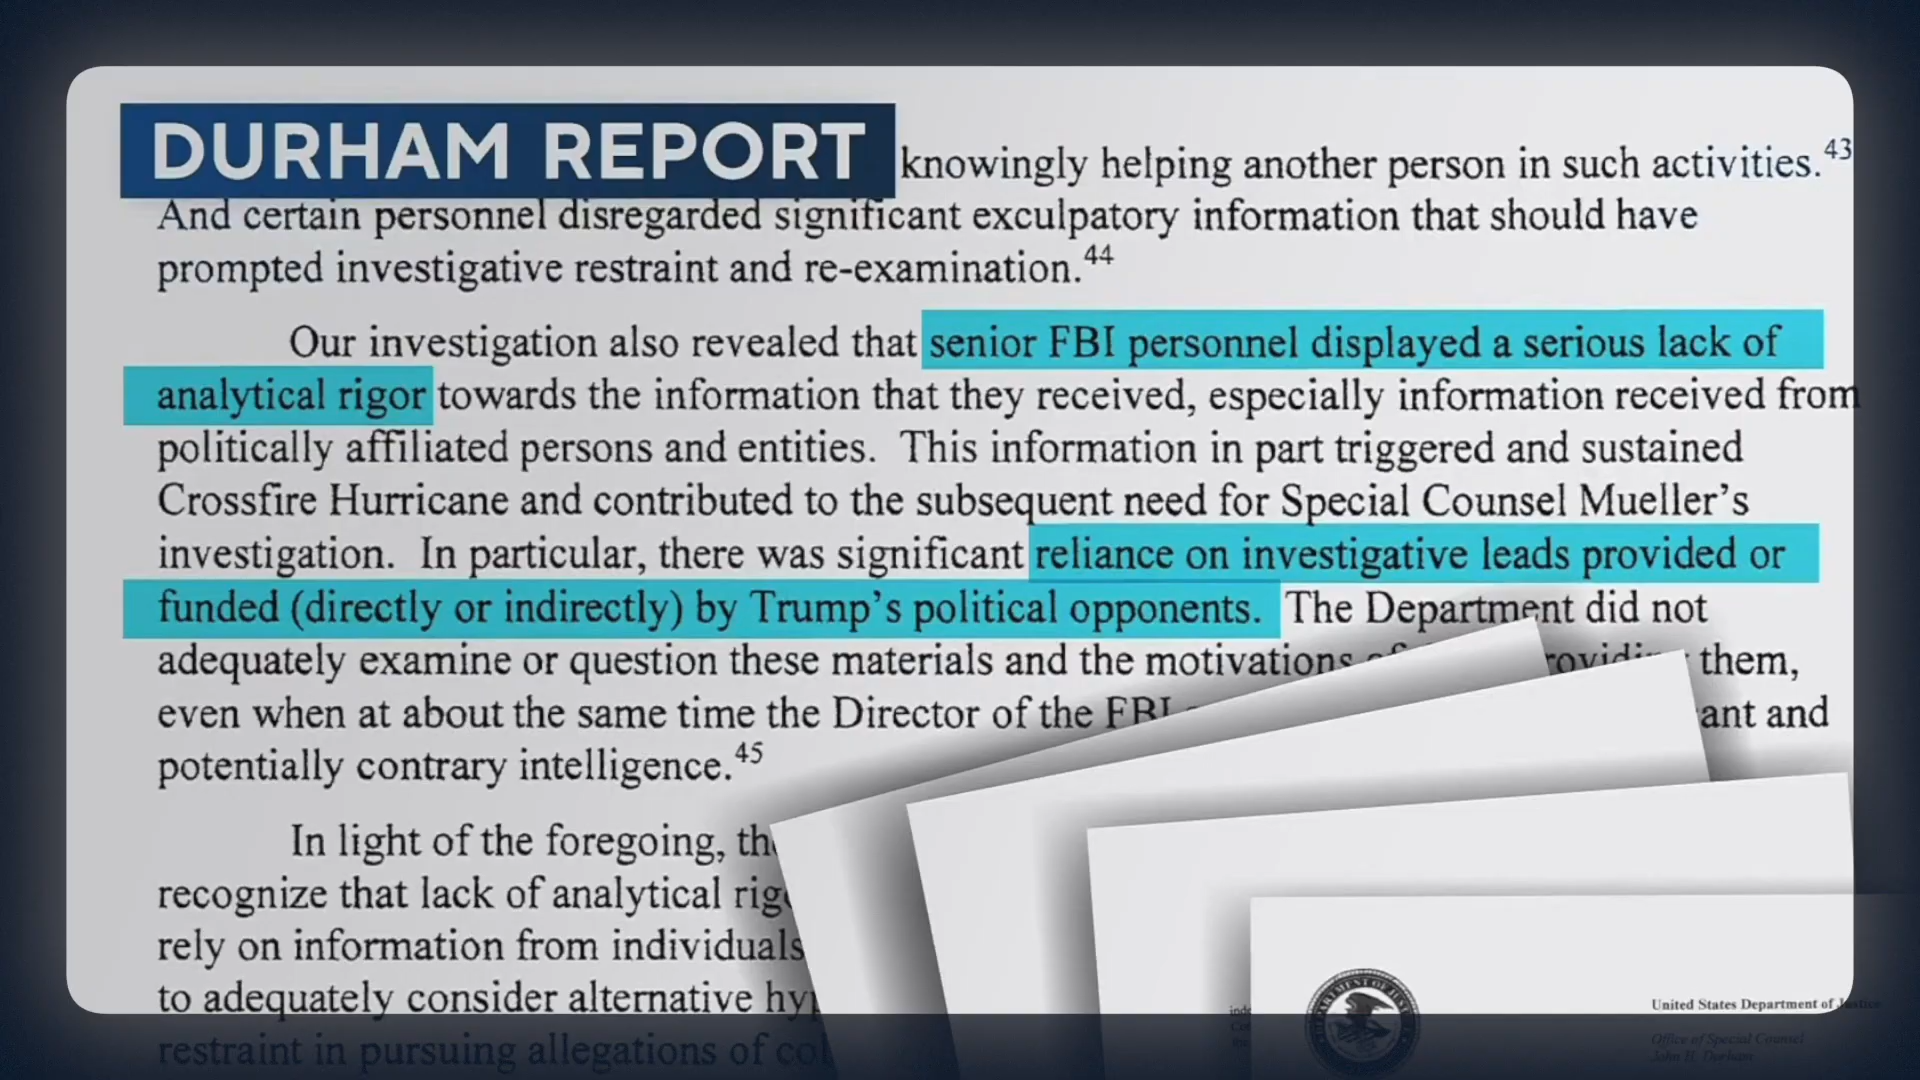 DURHAM REPORT
knowingly helping another person in such activities.43
And certain personnel disregarded significant exculpatory information that should have
prompted investigative restraint and re-examination.44
Our investigation also revealed that senior FBI personnel displayed a serious lack of
analytical rigor towards the information that they received, especially information received from
politically affiliated persons and entities. This information in part triggered and sustained
Crossfire Hurricane and contributed to the subsequent need for Special Counsel Mueller's
investigation. In particular, there was significant reliance on investigative leads provided or
funded (directly or indirectly) by Trump's political opponents. The Department did not
adequately examine or question these materials and the motivations them,
even when at about the same time the Director of the FBI and
potentially contrary intelligence.45
In light of the foregoing,
recognize that lack of analytical
rely on information from individuals
to adequately consider alternative
restraint in pursuing allegations of
United States Department of Justice
Office of Special Counsel
John H. Durham